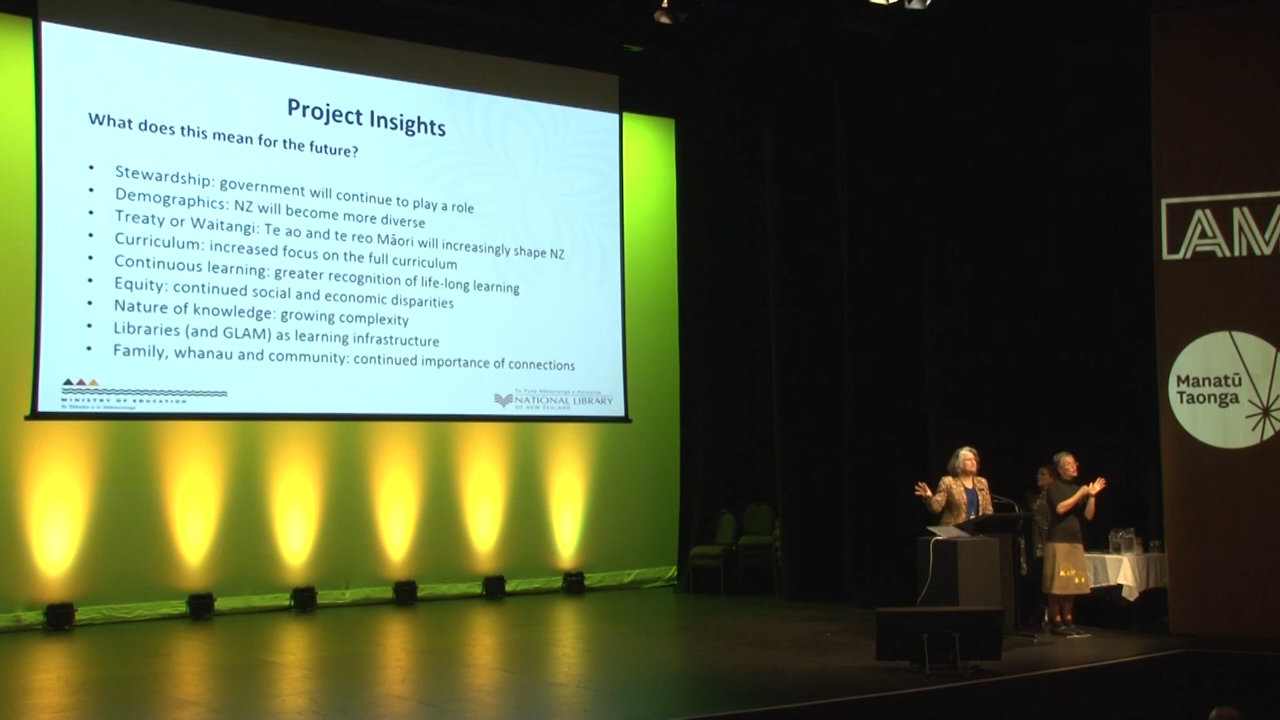 Project Insights
What does this mean for the future?
• Stewardship: government will continue to play a role
• Demographics: NZ will become more diverse
• Treaty or Waitangi: Te ao and te reo Māori will increasingly shape NZ
• Curriculum: increased focus on the full curriculum
• Continuous learning: greater recognition of life-long learning
• Equity: continued social and economic disparities
• Nature of knowledge: growing complexity
• Libraries (and GLAM) as learning infrastructure
• Family, whanau and community: continued importance of connections
MINISTRY OF EDUCATION
NATIONAL LIBRARY
OF NEW ZEALAND
AM
Manatū
Taonga